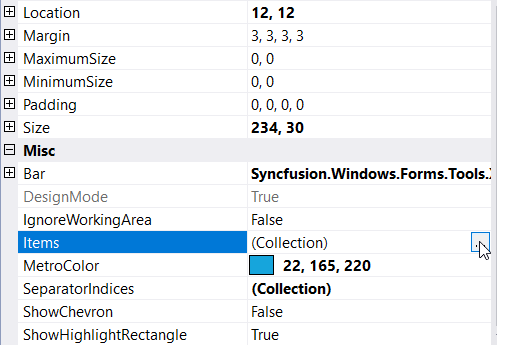 Location 12, 12
Margin 3, 3, 3, 3
MaximumSize 0, 0
MinimumSize 0, 0
Padding 0, 0, 0, 0
Size 234, 30
Misc
Bar Syncfusion.Windows.Forms.Tools.
DesignMode True
IgnoreWorkingArea False
Items (Collection)
MetroColor 22, 165, 220
SeparatorIndices (Collection)
ShowChevron False
ShowHighlightRectangle True